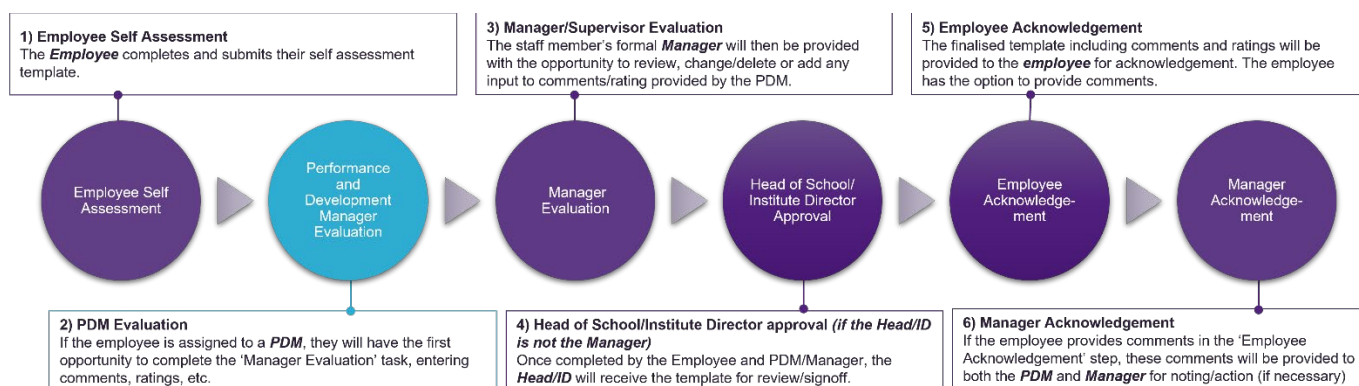 1) Employee Self Assessment
The Employee completes and submits their self assessment
template.
3) Manager/Supervisor Evaluation
The staff member's formal Manager will then be provided
with the opportunity to review, change/delete or add any
input to comments/rating provided by the PDM.
5) Employee Acknowledgement
The finalised template including comments and ratings will be
provided to the employee for acknowledgement. The employee
has the option to provide comments.
Employee Self
Assessment
Performance
and
Development
Manager
Evaluation
Manager
Evaluation
Head of School/
Institute Director
Approval
Employee
Acknowledge-
ment
Manager
Acknowledge-
ment
2) PDM Evaluation
If the employee is assigned to a PDM, they will have the first
opportunity to complete the 'Manager Evaluation' task, entering
comments, ratings, etc.
4) Head of School/Institute Director approval (if the Head/ID
is not the Manager)
Once completed by the Employee and PDM/Manager, the
Head/ID will receive the template for review/signoff.
6) Manager Acknowledgement
If the employee provides comments in the 'Employee
Acknowledgement' step, these comments will be provided to
both the PDM and Manager for noting/action (if necessary)